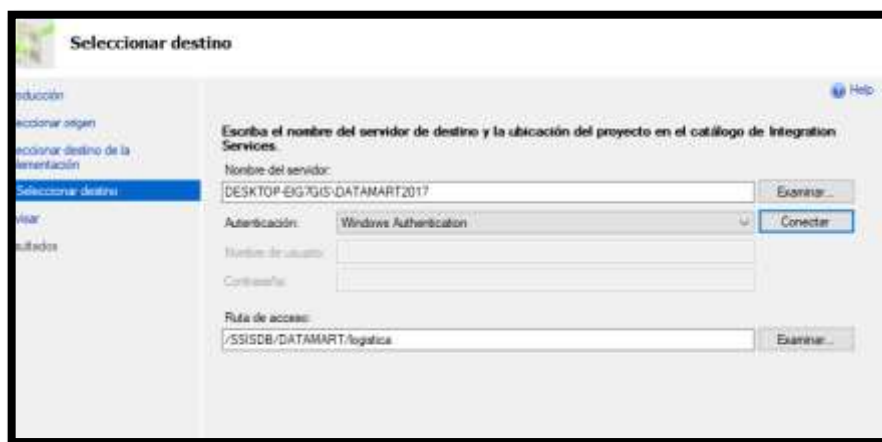 Seleccionar destino
oducción
Help
eccionar origen
eccionar destino de la
lementación
Seleccionar destino
visar
sultados
Escriba el nombre del servidor de destino y la ubicación del proyecto en el catálogo de Integration
Services.
Nombre del servidor:
DESKTOP-EIG7GIS\DATAMART2017
Examinar...
Autenticación:
Windows Authentication
Conectar
Nombre de usuario:
Contraseña:
Ruta de acceso:
/SSISDB/DATAMART/logistica
Examinar...